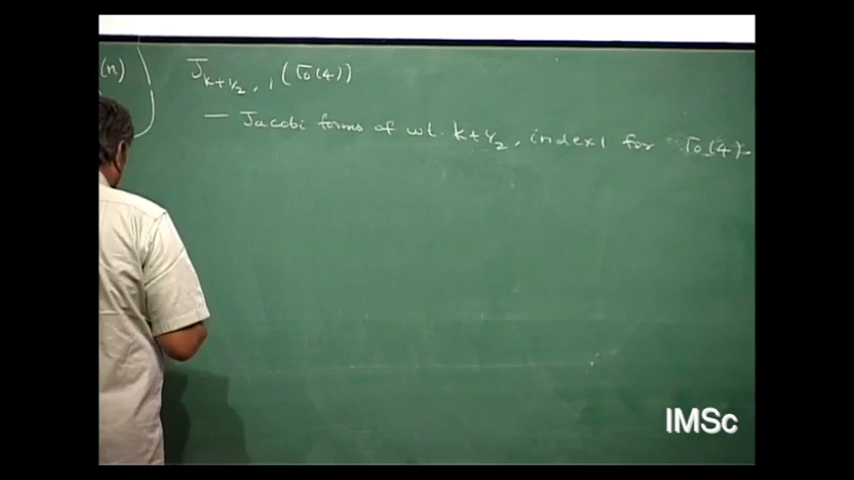 (n)
J_{k+1/2, 1} (Γ0(4))
— Jacobi forms of wt. k+1/2, index 1 for Γ0(4).
IMSc